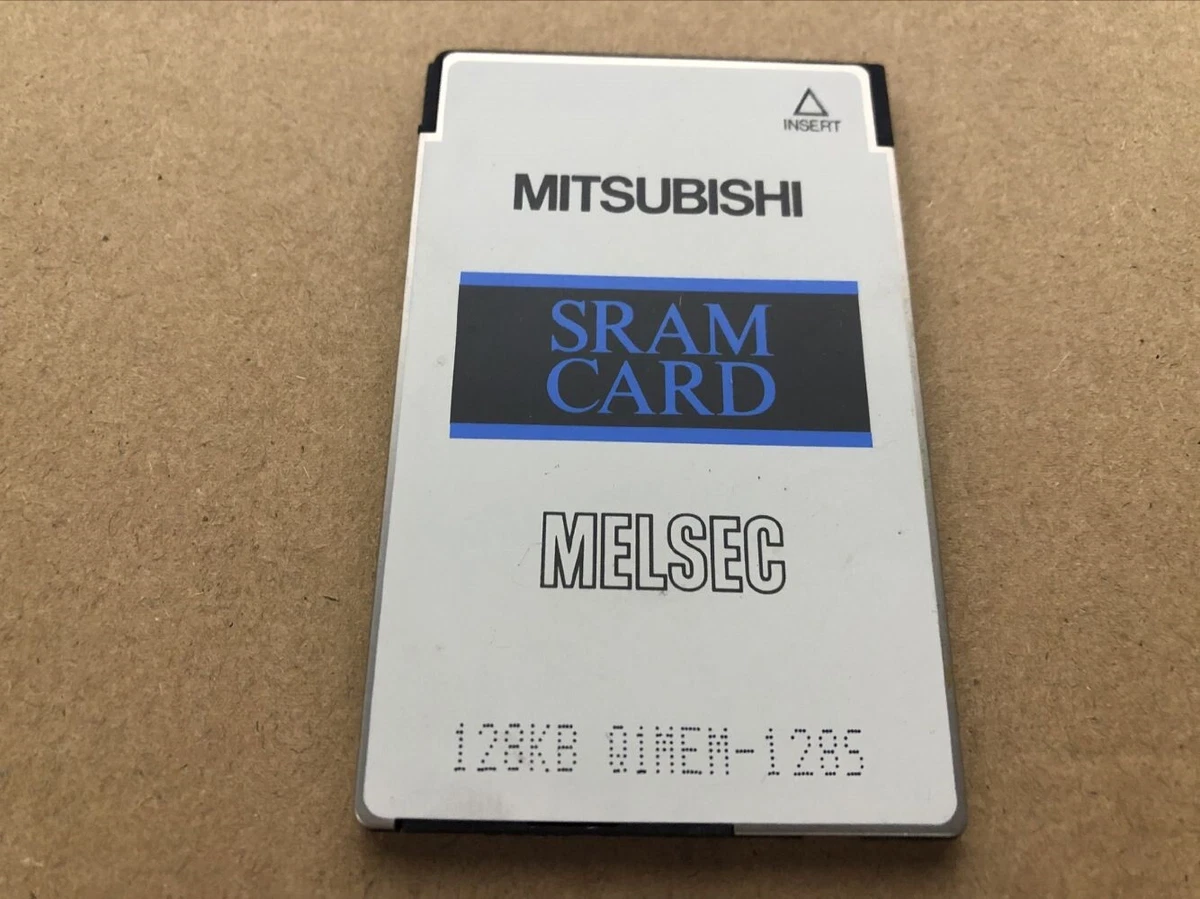 INSERT
MITSUBISHI
SRAM
CARD
MELSEC
128KB Q1MEM-128S